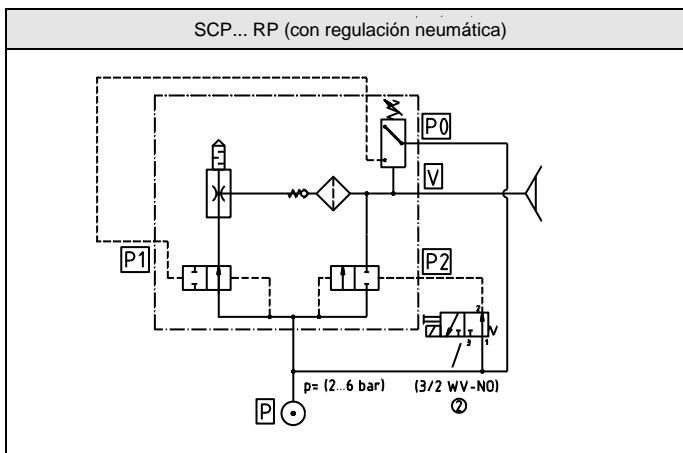 SCP... RP (con regulación neumática)
P0
V
P1
P2
2
3 1
p= (2...6 bar) (3/2 WV-NO)
P ②